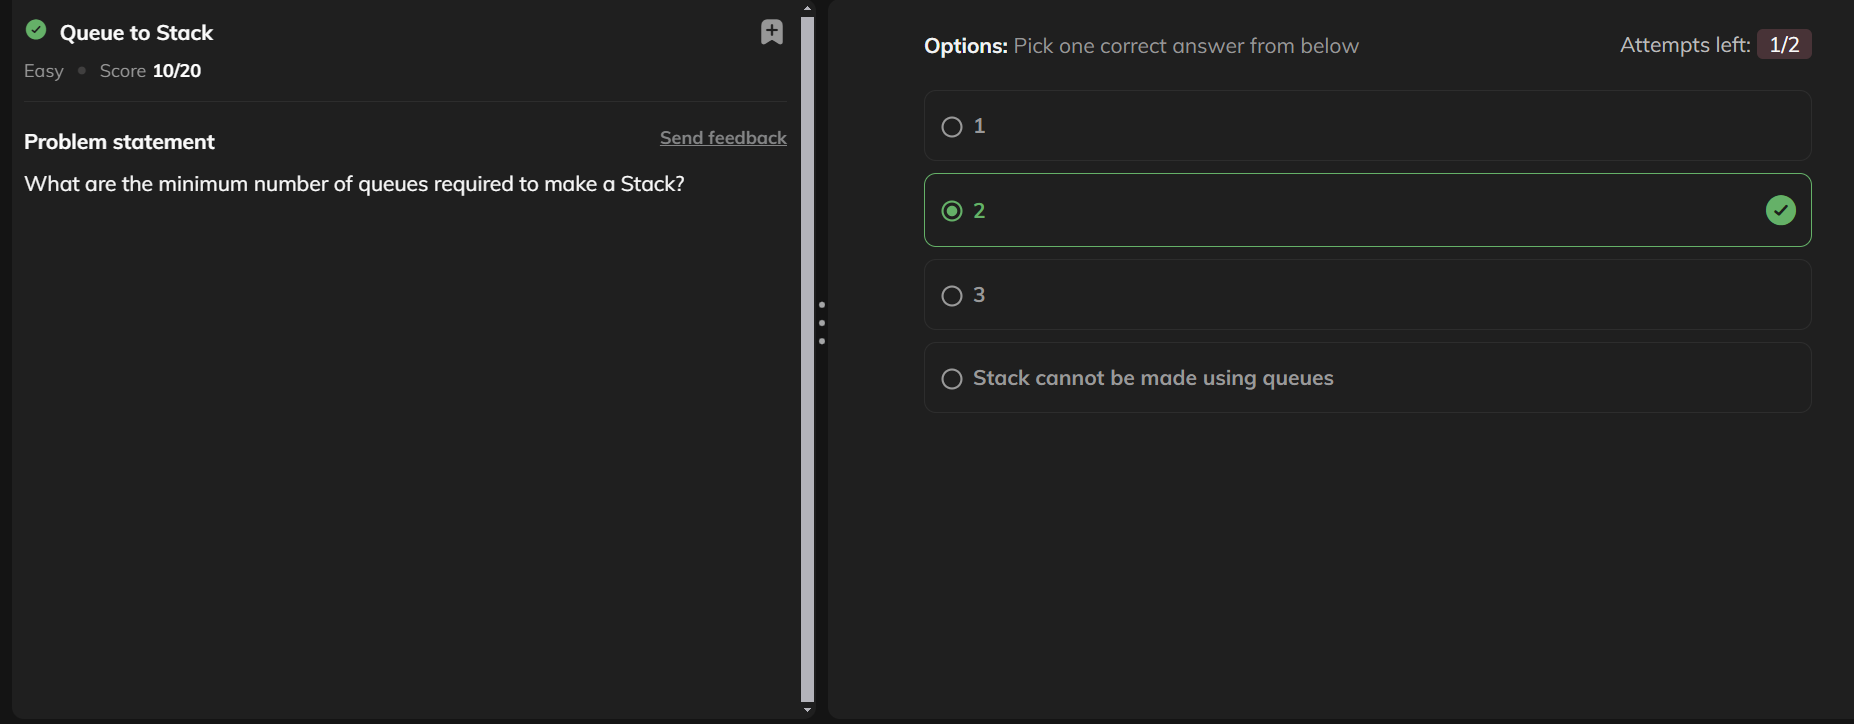 Queue to Stack
Easy • Score 10/20
Problem statement
Send feedback
What are the minimum number of queues required to make a Stack?
Options: Pick one correct answer from below
Attempts left: 1/2
1
2
3
Stack cannot be made using queues